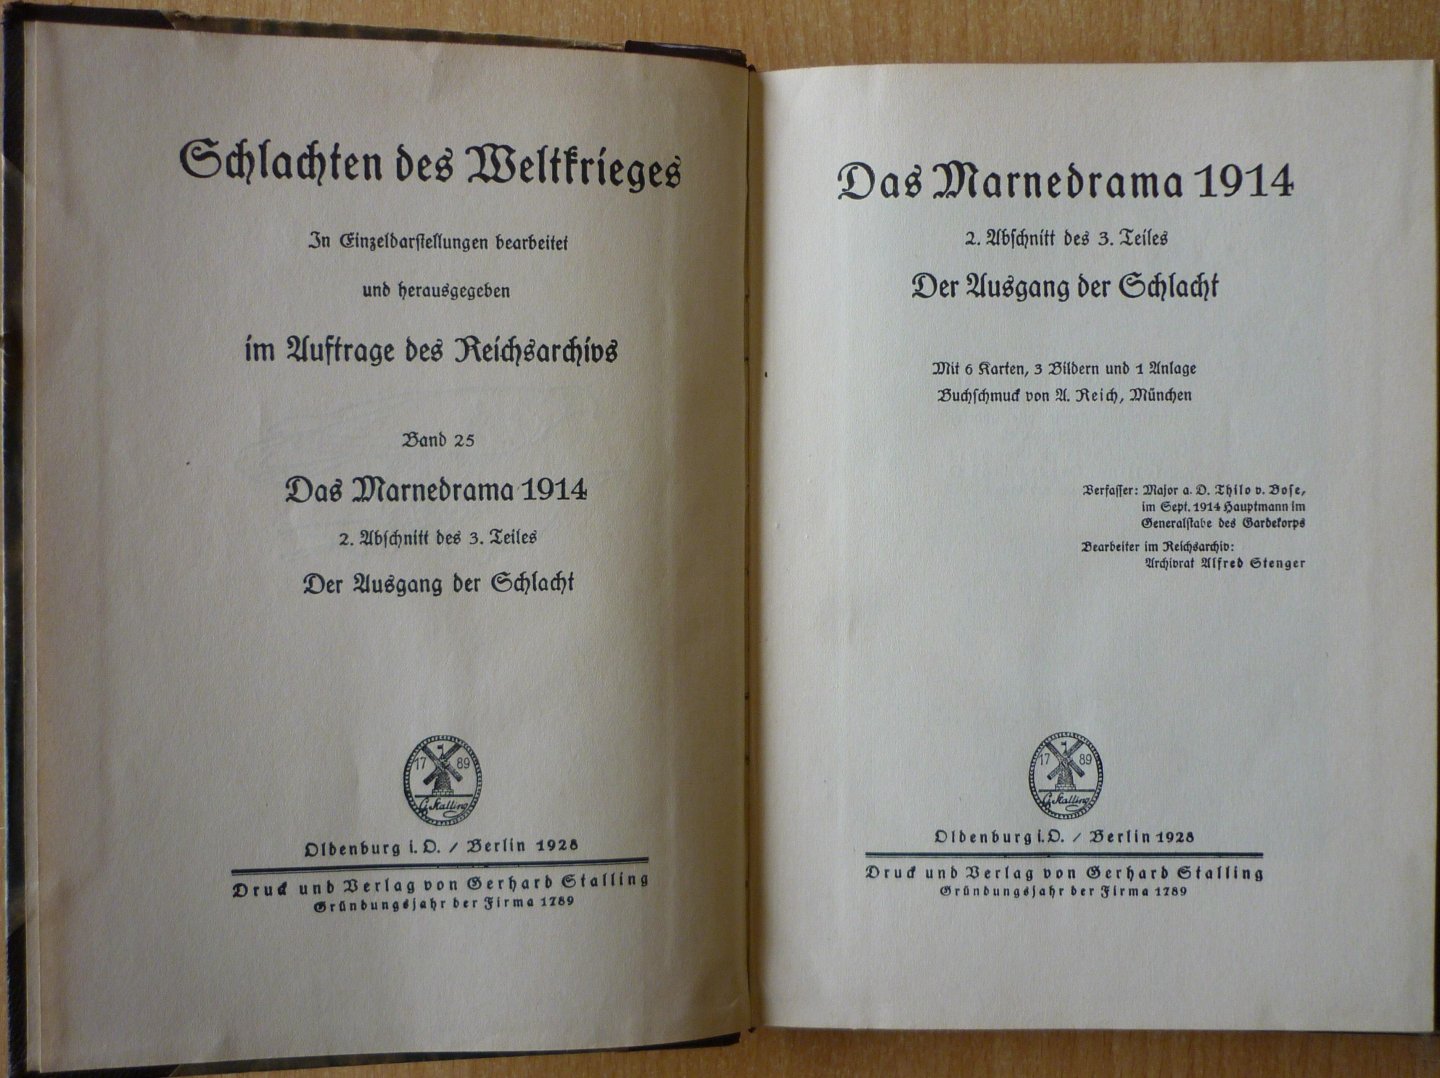 Schlachten des Weltkrieges
In Einzeldarstellungen bearbeitet
und herausgegeben
im Auftrage des Reichsarchivs
Band 25
Das Marnedrama 1914
2. Abschnitt des 3. Teiles
Der Ausgang der Schlacht
17 89
G. Stalling
Oldenburg i. O. / Berlin 1928
Druck und Verlag von Gerhard Stalling
Gründungsjahr der Firma 1789
Das Marnedrama 1914
2. Abschnitt des 3. Teiles
Der Ausgang der Schlacht
Mit 6 Karten, 3 Bildern und 1 Anlage
Buchschmuck von A. Reich, München
Verfasser: Major a. D. Thilo v. Bose,
im Sept. 1914 Hauptmann im
Generalstabe des Gardekorps
Bearbeiter im Reichsarchiv:
Archivrat Alfred Stenger
17 89
G. Stalling
Oldenburg i. O. / Berlin 1928
Druck und Verlag von Gerhard Stalling
Gründungsjahr der Firma 1789